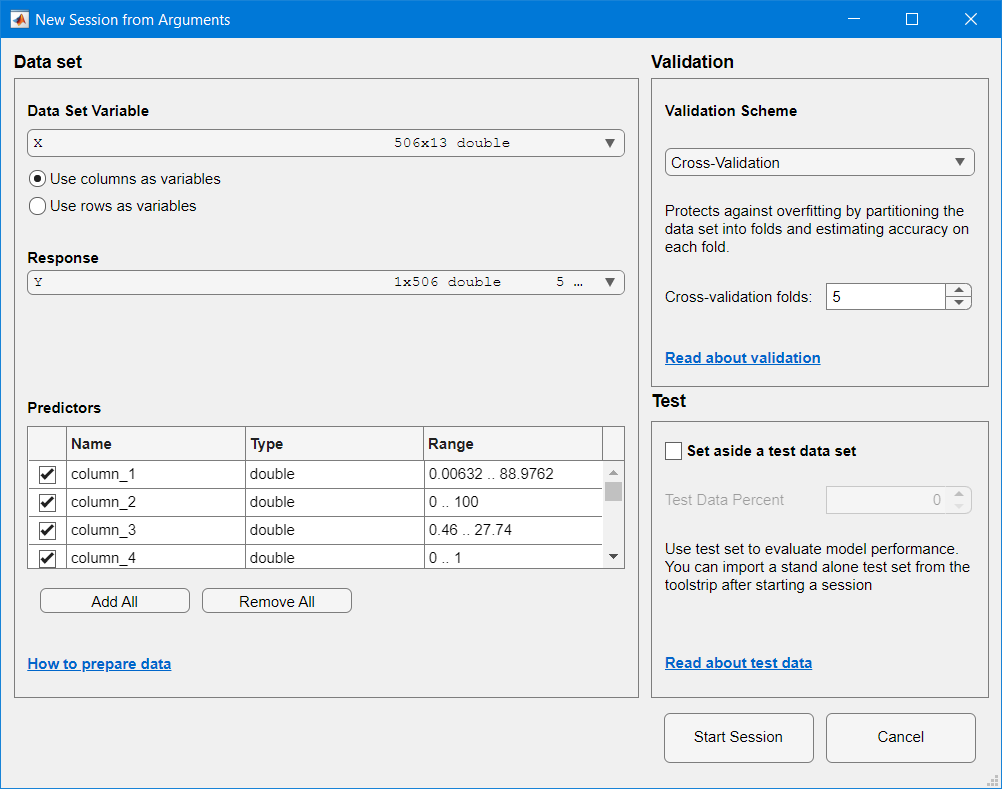 New Session from Arguments
Data set
Data Set Variable
X 506x13 double
Use columns as variables
Use rows as variables
Response
Y 1x506 double 5 ...
Predictors
Name Type Range
column_1 double 0.00632 .. 88.9762
column_2 double 0 .. 100
column_3 double 0.46 .. 27.74
column_4 double 0 .. 1
Add All Remove All
How to prepare data
Validation
Validation Scheme
Cross-Validation
Protects against overfitting by partitioning the
data set into folds and estimating accuracy on
each fold.
Cross-validation folds: 5
Read about validation
Test
Set aside a test data set
Test Data Percent 0
Use test set to evaluate model performance.
You can import a stand alone test set from the
toolstrip after starting a session
Read about test data
Start Session Cancel